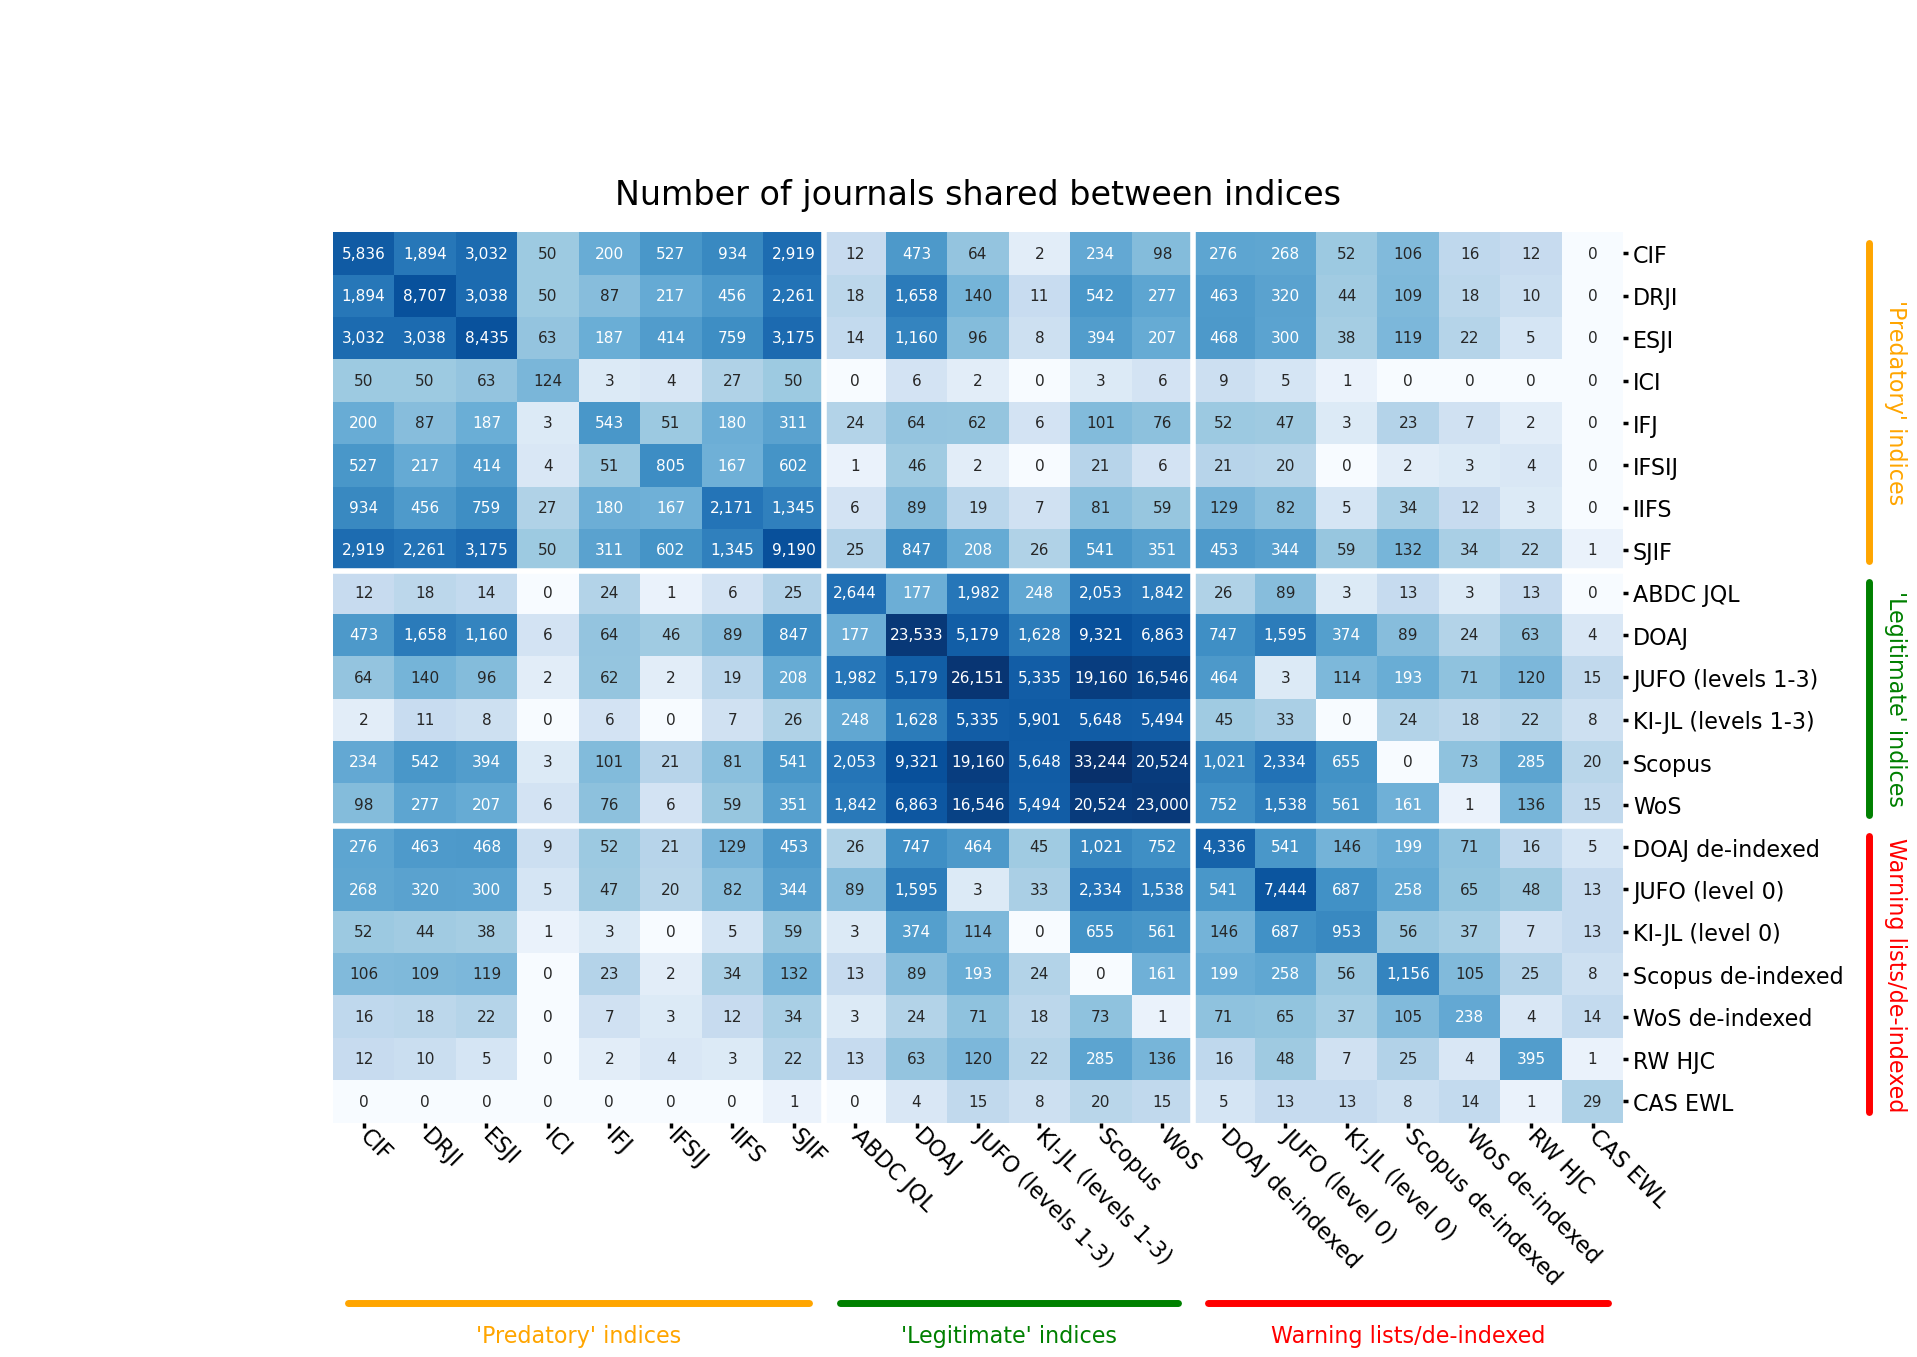 Number of journals shared between indices
5,836 1,894 3,032 50 200 527 934 2,919 12 473 64 2 234 98 276 268 52 106 16 12 0 CIF
1,894 8,707 3,038 50 87 217 456 2,261 18 1,658 140 11 542 277 463 320 44 109 18 10 0 DRJI
3,032 3,038 8,435 63 187 414 759 3,175 14 1,160 96 8 394 207 468 300 38 119 22 5 0 ESJI
50 50 63 124 3 4 27 50 0 6 2 0 3 6 9 5 1 0 0 0 0 ICI
200 87 187 3 543 51 180 311 24 64 62 6 101 76 52 47 3 23 7 2 0 IFJ
527 217 414 4 51 805 167 602 1 46 2 0 21 6 21 20 0 2 3 4 0 IFSIJ
934 456 759 27 180 167 2,171 1,345 6 89 19 7 81 59 129 82 5 34 12 3 0 IIFS
2,919 2,261 3,175 50 311 602 1,345 9,190 25 847 208 26 541 351 453 344 59 132 34 22 1 SJIF
12 18 14 0 24 1 6 25 2,644 177 1,982 248 2,053 1,842 26 89 3 13 3 13 0 ABDC JQL
473 1,658 1,160 6 64 46 89 847 177 23,533 5,179 1,628 9,321 6,863 747 1,595 374 89 24 63 4 DOAJ
64 140 96 2 62 2 19 208 1,982 5,179 26,151 5,335 19,160 16,546 464 3 114 193 71 120 15 JUFO (levels 1-3)
2 11 8 0 6 0 7 26 248 1,628 5,335 5,901 5,648 5,494 45 33 0 24 18 22 8 KI-JL (levels 1-3)
234 542 394 3 101 21 81 541 2,053 9,321 19,160 5,648 33,244 20,524 1,021 2,334 655 0 73 285 20 Scopus
98 277 207 6 76 6 59 351 1,842 6,863 16,546 5,494 20,524 23,000 752 1,538 561 161 1 136 15 WoS
276 463 468 9 52 21 129 453 26 747 464 45 1,021 752 4,336 541 146 199 71 16 5 DOAJ de-indexed
268 320 300 5 47 20 82 344 89 1,595 3 33 2,334 1,538 541 7,444 687 258 65 48 13 JUFO (level 0)
52 44 38 1 3 0 5 59 3 374 114 0 655 561 146 687 953 56 37 7 13 KI-JL (level 0)
106 109 119 0 23 2 34 132 13 89 193 24 0 161 199 258 56 1,156 105 25 8 Scopus de-indexed
16 18 22 0 7 3 12 34 3 24 71 18 73 1 71 65 37 105 238 4 14 WoS de-indexed
12 10 5 0 2 4 3 22 13 63 120 22 285 136 16 48 7 25 4 395 1 RW HJC
0 0 0 0 0 0 0 1 0 4 15 8 20 15 5 13 13 8 14 1 29 CAS EWL
'Predatory' indices
'Legitimate' indices
Warning lists/de-indexed
CIF
DRJI
ESJI
ICI
IFJ
IFSIJ
IIFS
SJIF
ABDC JQL
DOAJ
JUFO (levels 1-3)
KI-JL (levels 1-3)
Scopus
WoS
DOAJ de-indexed
JUFO (level 0)
KI-JL (level 0)
Scopus de-indexed
WoS de-indexed
RW HJC
CAS EWL
'Predatory' indices
'Legitimate' indices
Warning lists/de-indexed